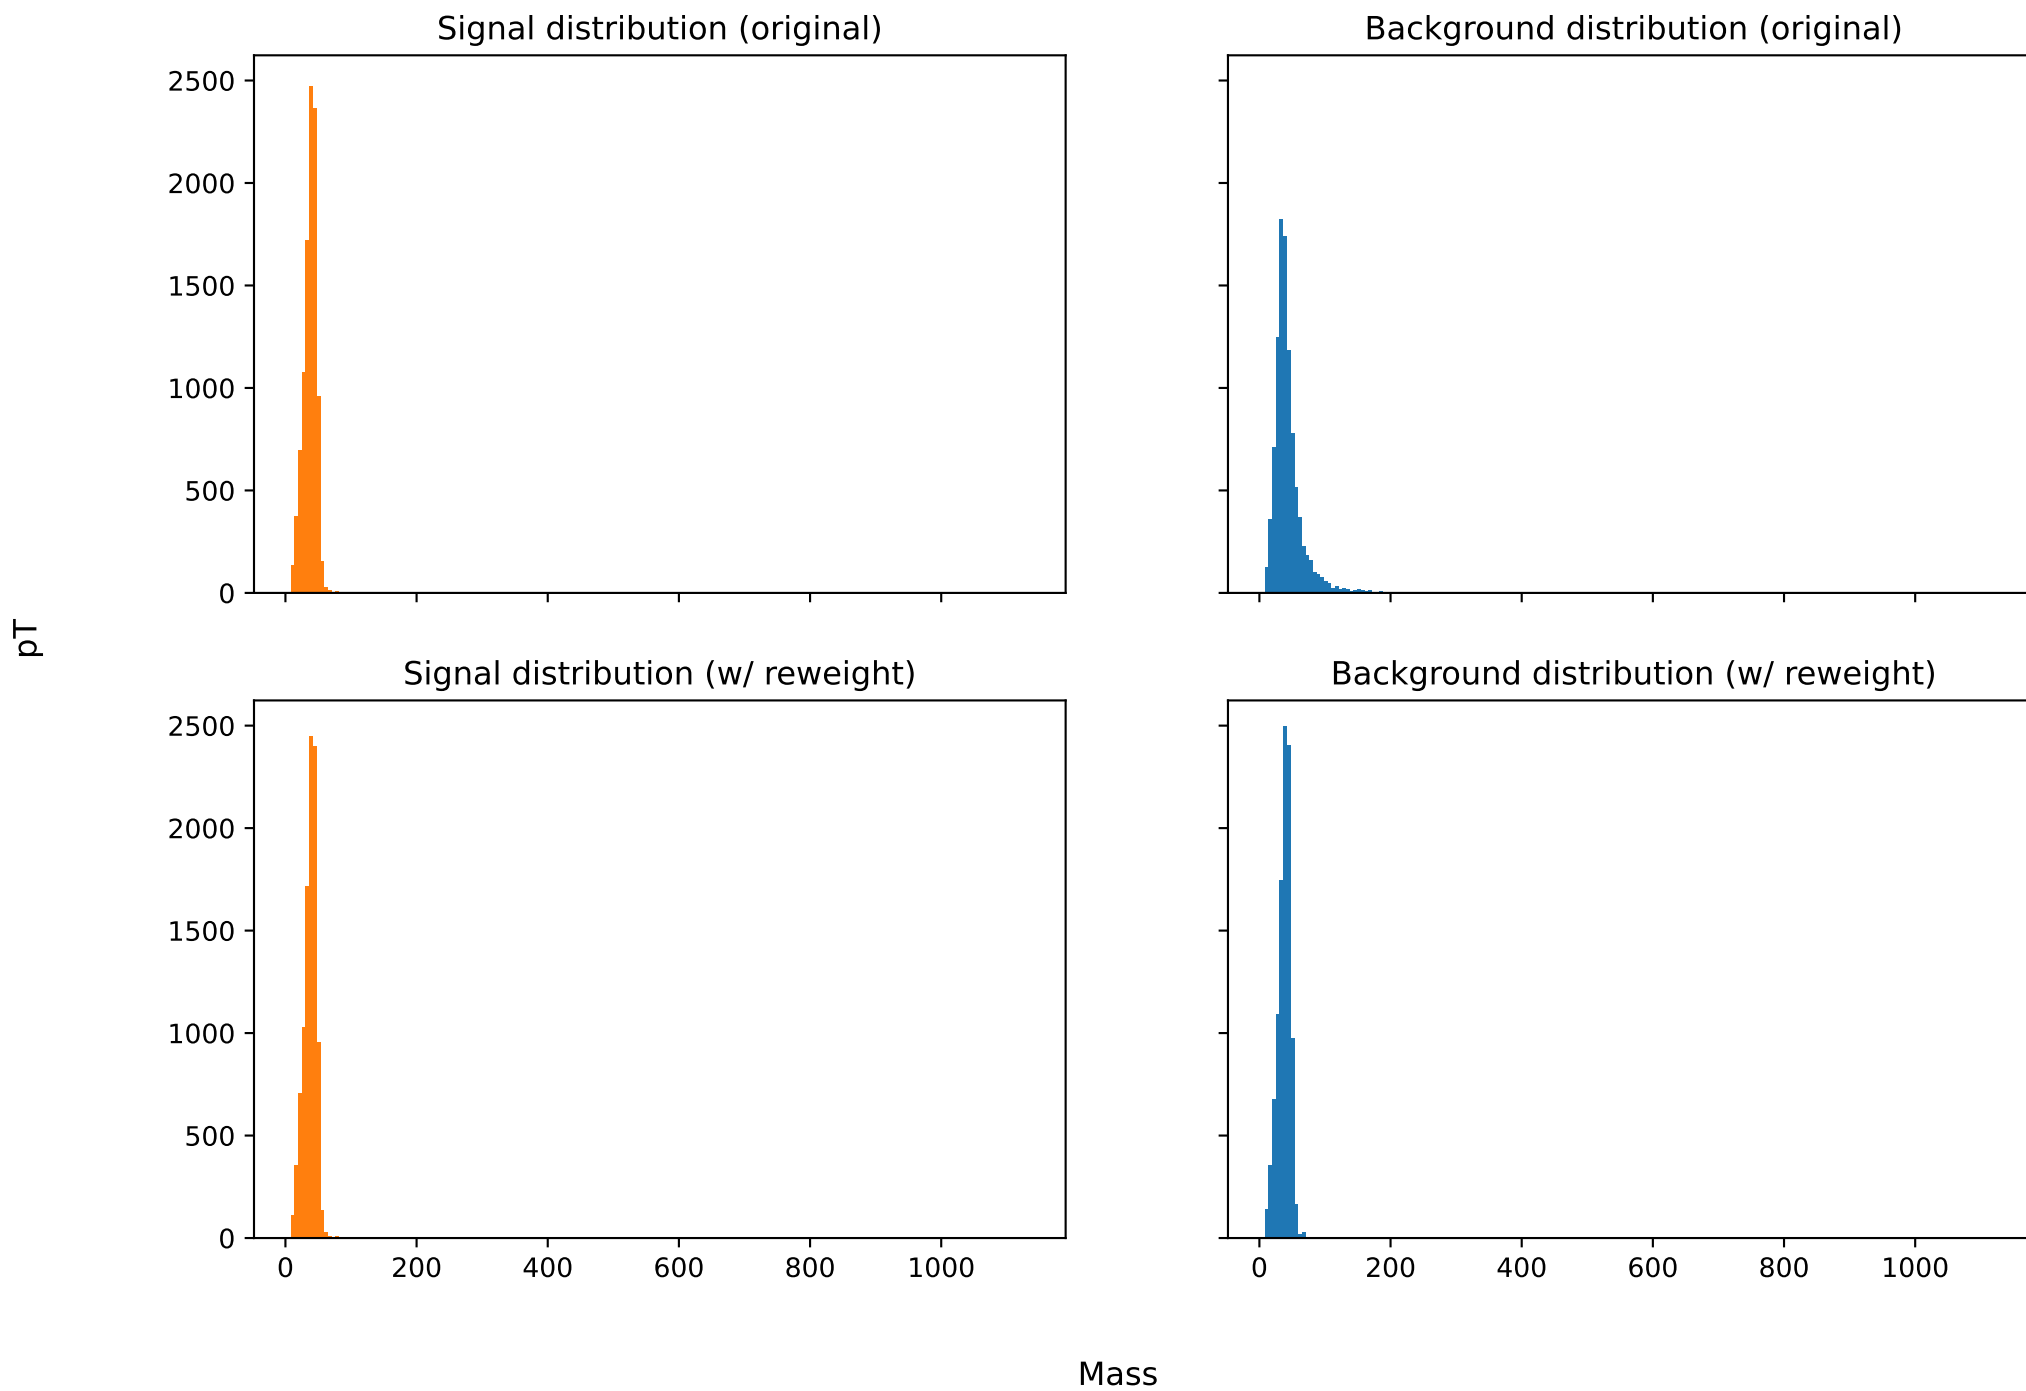 Signal distribution (original)
Background distribution (original)
2500
2000
1500
1000
500
0
pT
Signal distribution (w/ reweight)
Background distribution (w/ reweight)
2500
2000
1500
1000
500
0
0 200 400 600 800 1000
0 200 400 600 800 1000
Mass